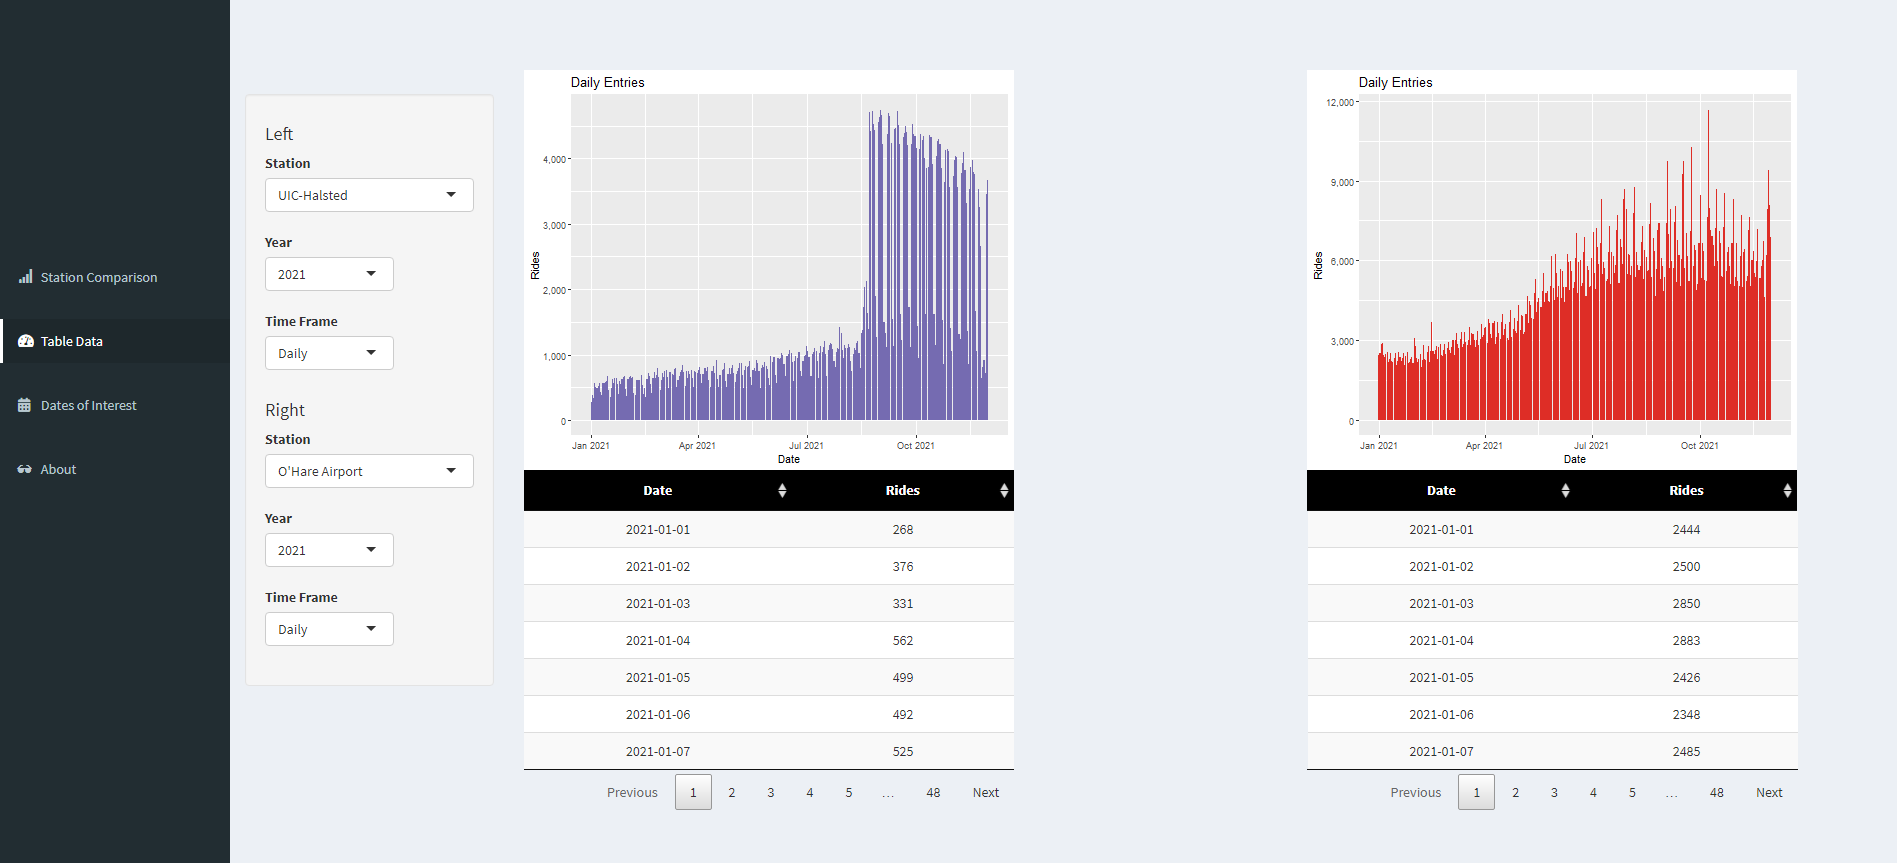 Station Comparison
Table Data
Dates of Interest
About
Left
Station
UIC-Halsted
Year
2021
Time Frame
Daily
Right
Station
O'Hare Airport
Year
2021
Time Frame
Daily
Daily Entries
4,000
3,000
2,000
1,000
0
Rides
Jan 2021 Apr 2021 Jul 2021 Oct 2021
Date
Date Rides
2021-01-01 268
2021-01-02 376
2021-01-03 331
2021-01-04 562
2021-01-05 499
2021-01-06 492
2021-01-07 525
Previous 1 2 3 4 5 … 48 Next
Daily Entries
12,000
9,000
6,000
3,000
0
Rides
Jan 2021 Apr 2021 Jul 2021 Oct 2021
Date
Date Rides
2021-01-01 2444
2021-01-02 2500
2021-01-03 2850
2021-01-04 2883
2021-01-05 2426
2021-01-06 2348
2021-01-07 2485
Previous 1 2 3 4 5 … 48 Next